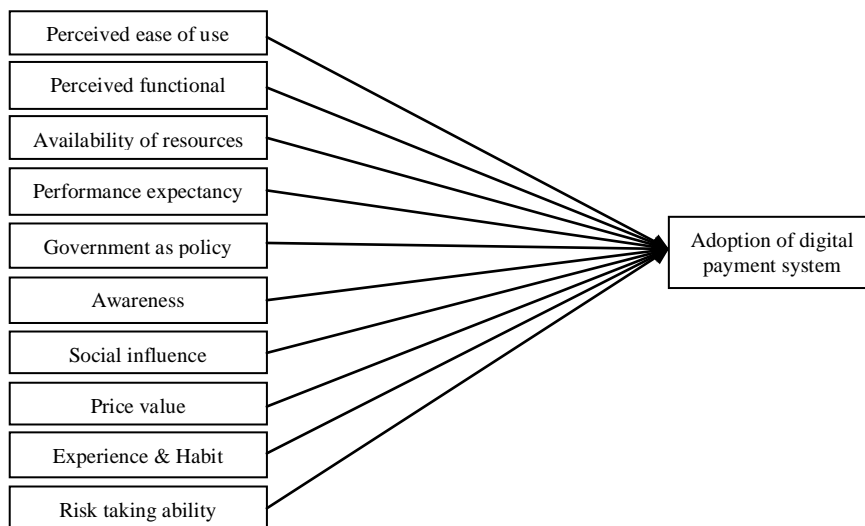 Perceived ease of use
Perceived functional
Availability of resources
Performance expectancy
Government as policy
Awareness
Social influence
Price value
Experience & Habit
Risk taking ability
Adoption of digital
payment system